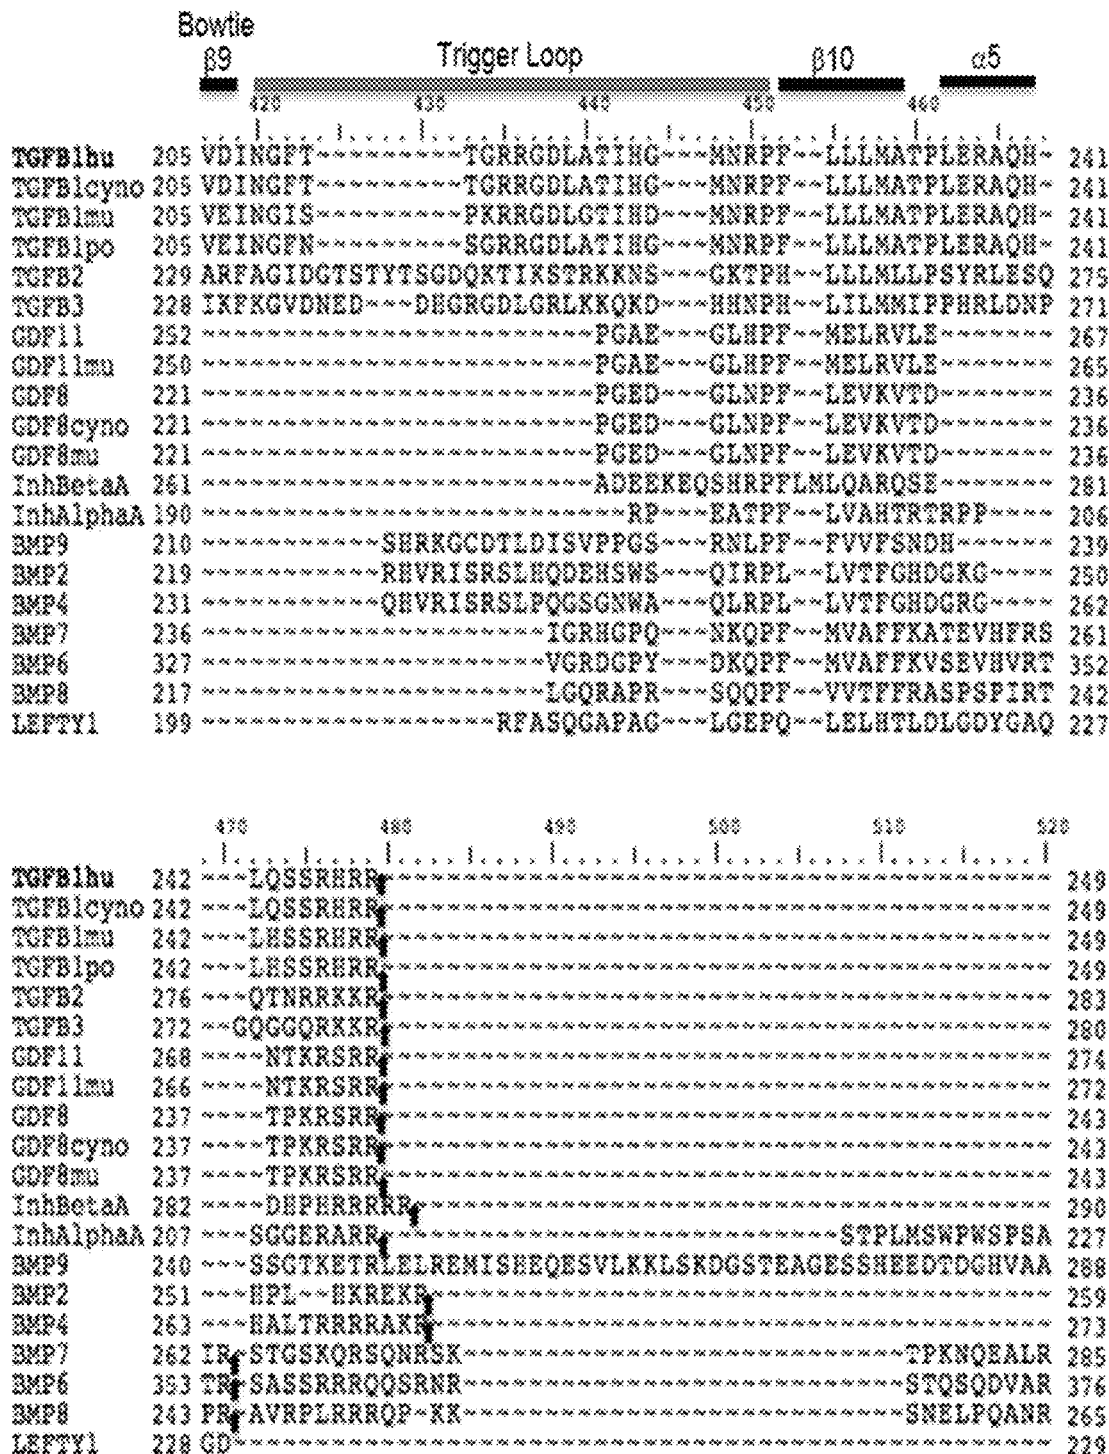 Bowtie
β9 Trigger Loop β10 α5
420 430 440 450 460
TGFB1hu 205 VDINGFT~~~~~~~~~TGRRGDLATIHG~~~MNRPF~~LLLMATPLERAQH~ 241
TGFB1cyno 205 VDINGFT~~~~~~~~~TGRRGDLATIHG~~~MNRPF~~LLLMATPLERAQH~ 241
TGFB1mu 205 VEINGIS~~~~~~~~~PKRRGDLGTIHD~~~MNRPF~~LLLMATPLERAQH~ 241
TGFB1po 205 VEINGFN~~~~~~~~~SGRRGDLATIHG~~~MNRPF~~LLLMATPLERAQH~ 241
TGFB2 229 ARFAGIDGTSTYTSGDQKTIKSTRKKNS~~~GKTPH~~LLLMLLPSYRLESQ 275
TGFB3 228 IKFKGVDNED~~~DHGRGDLGRLKKQKD~~~HHNPH~~LILMMIPPHRLDNP 271
GDF11 252 ~~~~~~~~~~~~~~~~~~~~~~~~PGAE~~~GLHPF~~MELRVLE~~~~~~~ 267
GDF11mu 250 ~~~~~~~~~~~~~~~~~~~~~~~~PGAE~~~GLHPF~~MELRVLE~~~~~~~ 265
GDF8 221 ~~~~~~~~~~~~~~~~~~~~~~~~PGED~~~GLNPF~~LEVKVTD~~~~~~~ 236
GDF8cyno 221 ~~~~~~~~~~~~~~~~~~~~~~~~PGED~~~GLNPF~~LEVKVTD~~~~~~~ 236
GDF8mu 221 ~~~~~~~~~~~~~~~~~~~~~~~~PGED~~~GLNPF~~LEVKVTD~~~~~~~ 236
InhBetaA 261 ~~~~~~~~~~~~~~~~~~~~~~~~ADEEKEQSHRPFLMLQARQSE~~~~~~~ 281
InhAlphaA 190 ~~~~~~~~~~~~~~~~~~~~~~~~~~RP~~~EATPF~~LVAHTRTRPP~~~~ 206
BMP9 210 ~~~~~~~~~~~SHRKGCDTLDISVPPGS~~~RNLPF~~FVVFSNDH~~~~~~ 239
BMP2 219 ~~~~~~~~~~~RHVRISRSLHQDEHSWS~~~QIRPL~~LVTFGHDGKG~~~~ 250
BMP4 231 ~~~~~~~~~~~QHVRISRSLPQGSGNWA~~~QLRPL~~LVTFGHDGRG~~~~ 262
BMP7 236 ~~~~~~~~~~~~~~~~~~~~~IGRHGPQ~~~NKQPF~~MVAFFKATEVHFRS 261
BMP6 327 ~~~~~~~~~~~~~~~~~~~~~VGRDGPY~~~DKQPF~~MVAFFKVSEVHVRT 352
BMP8 217 ~~~~~~~~~~~~~~~~~~~~~LGQRAPR~~~SQQPF~~VVTFFRASPSPIRT 242
LEFTY1 199 ~~~~~~~~~~~~~~~~~~RFASQGAPAG~~~LGEPQ~~LELHTLDLGDYGAQ 227
470 480 490 500 510 520
TGFB1hu 242 ~~~LQSSRHRR~~~~~~~~~~~~~~~~~~~~~~~~~~~~~~~~~~~~~~~~~ 249
TGFB1cyno 242 ~~~LQSSRHRR~~~~~~~~~~~~~~~~~~~~~~~~~~~~~~~~~~~~~~~~~ 249
TGFB1mu 242 ~~~LHSSRHRR~~~~~~~~~~~~~~~~~~~~~~~~~~~~~~~~~~~~~~~~~ 249
TGFB1po 242 ~~~LHSSRHRR~~~~~~~~~~~~~~~~~~~~~~~~~~~~~~~~~~~~~~~~~ 249
TGFB2 276 ~~~QTNRRKKR~~~~~~~~~~~~~~~~~~~~~~~~~~~~~~~~~~~~~~~~~ 283
TGFB3 272 ~~GQGGQRKKR~~~~~~~~~~~~~~~~~~~~~~~~~~~~~~~~~~~~~~~~~ 280
GDF11 268 ~~~~NTKRSRR~~~~~~~~~~~~~~~~~~~~~~~~~~~~~~~~~~~~~~~~~ 274
GDF11mu 266 ~~~~NTKRSRR~~~~~~~~~~~~~~~~~~~~~~~~~~~~~~~~~~~~~~~~~ 272
GDF8 237 ~~~~TPKRSRR~~~~~~~~~~~~~~~~~~~~~~~~~~~~~~~~~~~~~~~~~ 243
GDF8cyno 237 ~~~~TPKRSRR~~~~~~~~~~~~~~~~~~~~~~~~~~~~~~~~~~~~~~~~~ 243
GDF8mu 237 ~~~~TPKRSRR~~~~~~~~~~~~~~~~~~~~~~~~~~~~~~~~~~~~~~~~~ 243
InhBetaA 282 ~~~~DHPHRRRRR~~~~~~~~~~~~~~~~~~~~~~~~~~~~~~~~~~~~~~~ 290
InhAlphaA 207 ~~~SGGERARR~~~~~~~~~~~~~~~~~~~~~~~~~~~~STPLMSWPWSPSA 227
BMP9 240 ~~~SSGTKETRLELREMISHEQESVLKKLSKDGSTEAGESSHEEDTDGHVAA 288
BMP2 251 ~~~HPL~~HKREKR~~~~~~~~~~~~~~~~~~~~~~~~~~~~~~~~~~~~~~ 259
BMP4 263 ~~~HALTRRRRAKR~~~~~~~~~~~~~~~~~~~~~~~~~~~~~~~~~~~~~~ 273
BMP7 262 IR~STGSKQRSQNRSK~~~~~~~~~~~~~~~~~~~~~~~~~~~TPKNQEALR 285
BMP6 353 TR~SASSRRRQQSRNR~~~~~~~~~~~~~~~~~~~~~~~~~~~STQSQDVAR 376
BMP8 243 PR~AVRPLRRRQP~KK~~~~~~~~~~~~~~~~~~~~~~~~~~~SNELPQANR 265
LEFTY1 228 GD~~~~~~~~~~~~~~~~~~~~~~~~~~~~~~~~~~~~~~~~~~~~~~~~~~ 229